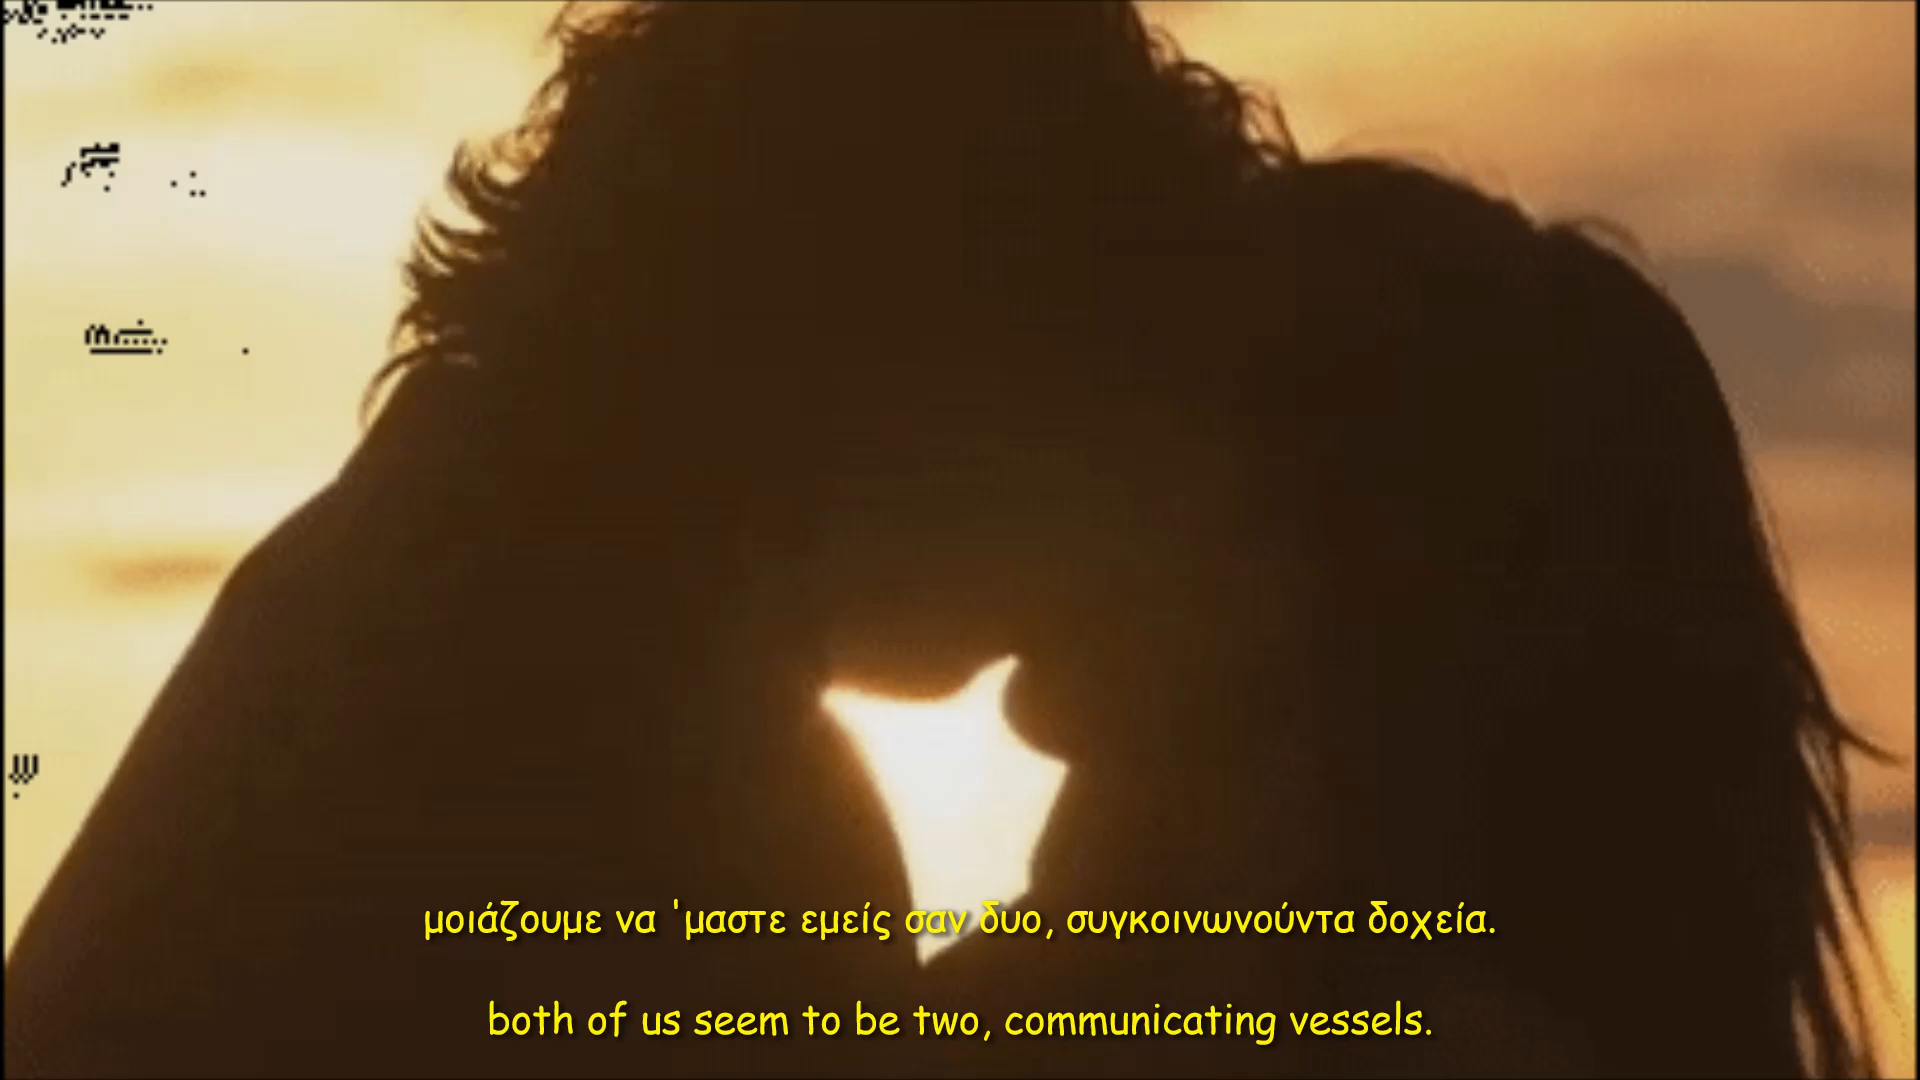 μοιάζουμε να 'μαστε εμείς σαν δυο, συγκοινωνούντα δοχεία.
both of us seem to be two, communicating vessels.